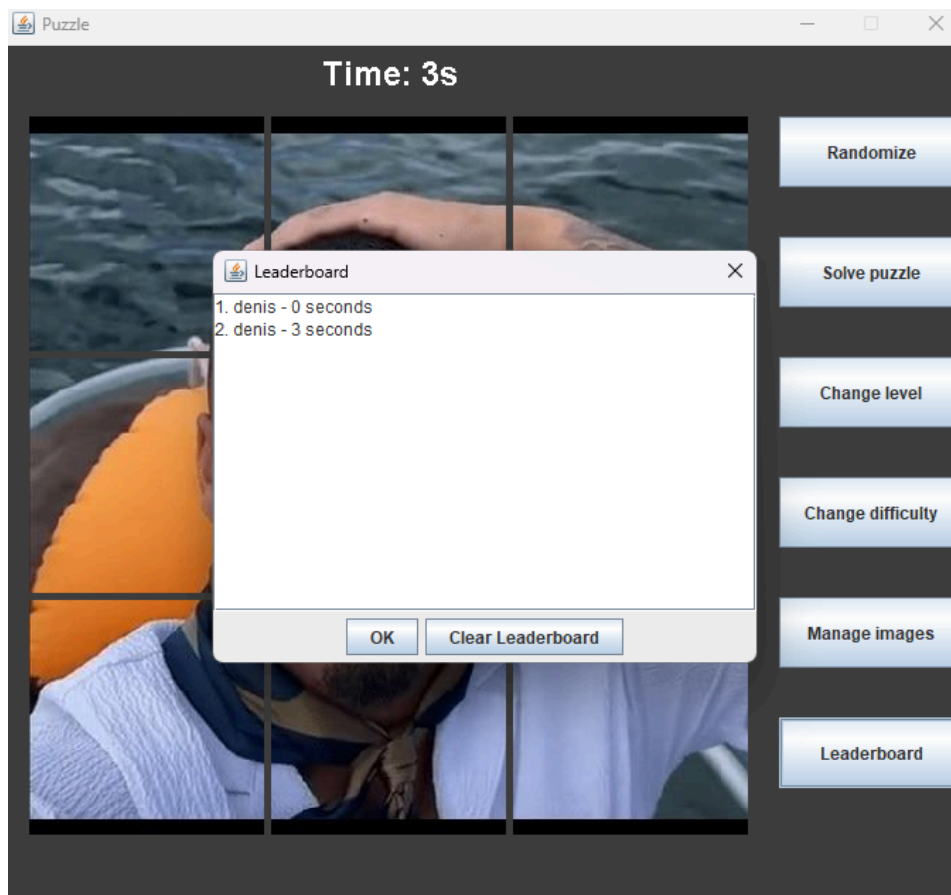 Puzzle
Time: 3s
Randomize
Solve puzzle
Change level
Change difficulty
Manage images
Leaderboard
Leaderboard
1. denis - 0 seconds
2. denis - 3 seconds
OK
Clear Leaderboard